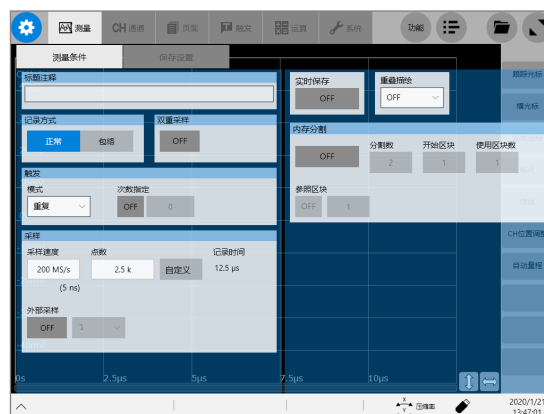 测量 CH 通道 页面 触发 运算 系统 功能
测量条件 保存设置
标题注释
实时保存 重叠描绘
OFF OFF
跟踪光标
横光标
记录方式 双重采样
正常 包络 OFF
内存分割
OFF
分割数 开始区块 使用区块数
2 1 1
参照区块
OFF 1
触发
模式 次数指定
重复 OFF 0
采样
采样速度 点数 记录时间
200 MS/s 2.5 k 自定义 12.5 μs
(5 ns)
外部采样
OFF
CH位置调整
自动量程
0s 2.5μs 5μs 7.5μs 10μs
X
Y
压缩率
2020/1/21
13:47:01